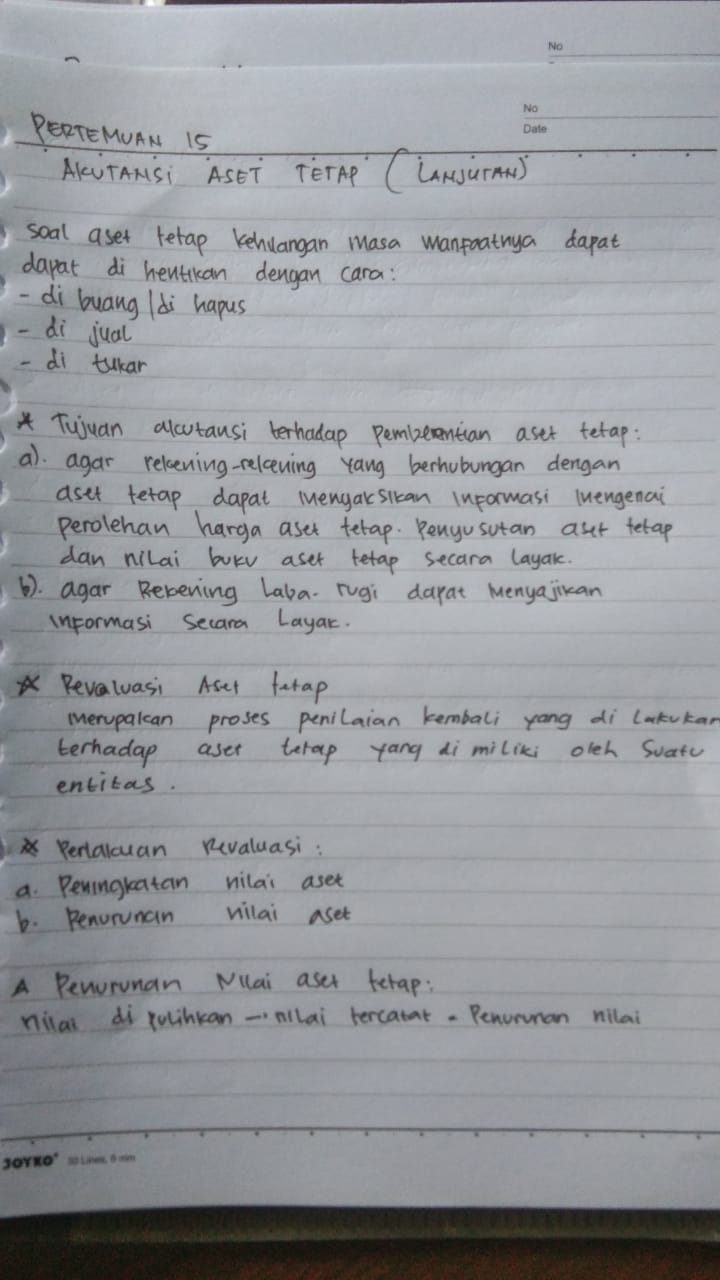 No
No
Date
PERTEMUAN 15
AKUTANSI ASET TETAP (LANJUTAN)
soal aset tetap kehilangan masa manfaatnya dapat
dapat di hentikan dengan cara:
- di buang/di hapus
- di jual
- di tukar
* Tujuan akutansi terhadap aset tetap:
a). agar rekening-rekening yang berhubungan dengan
aset tetap dapat menyaksikan informasi mengenai
perolehan harga aset tetap. Penyusutan aset tetap
dan nilai buku aset tetap secara layak.
b). agar Rekening Laba-rugi dapat Menyajikan
informasi Secara Layak.
* Revaluasi Aset tetap
Merupakan proses penilaian kembali yang di Lakukan
terhadap aset tetap yang di miliki oleh Suatu
entitas.
* Perlakuan Revaluasi:
a. Peningkatan nilai aset
b. Penurunan nilai aset
A Penurunan Nilai aset tetap:
nilai di pulihkan - nilai tercatat = Penurunan nilai
JOYKO 30 Lines, 8 mm